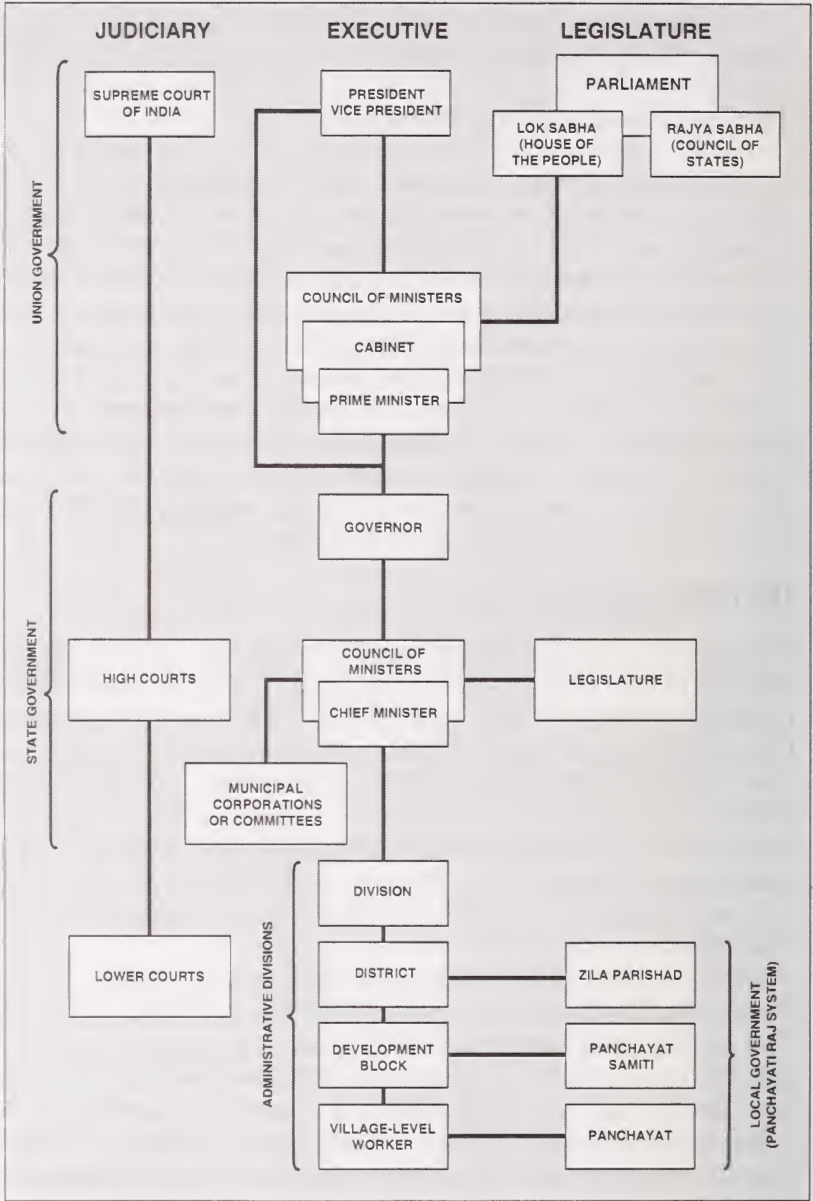 JUDICIARY
EXECUTIVE
LEGISLATURE
UNION GOVERNMENT
SUPREME COURT
OF INDIA
PRESIDENT
VICE PRESIDENT
PARLIAMENT
LOK SABHA
(HOUSE OF
THE PEOPLE)
RAJYA SABHA
(COUNCIL OF
STATES)
COUNCIL OF MINISTERS
CABINET
PRIME MINISTER
STATE GOVERNMENT
GOVERNOR
HIGH COURTS
COUNCIL OF
MINISTERS
CHIEF MINISTER
LEGISLATURE
MUNICIPAL
CORPORATIONS
OR COMMITTEES
ADMINISTRATIVE DIVISIONS
DIVISION
LOWER COURTS
DISTRICT
ZILA PARISHAD
DEVELOPMENT
BLOCK
PANCHAYAT
SAMITI
VILLAGE-LEVEL
WORKER
PANCHAYAT
LOCAL GOVERNMENT
(PANCHAYATI RAJ SYSTEM)